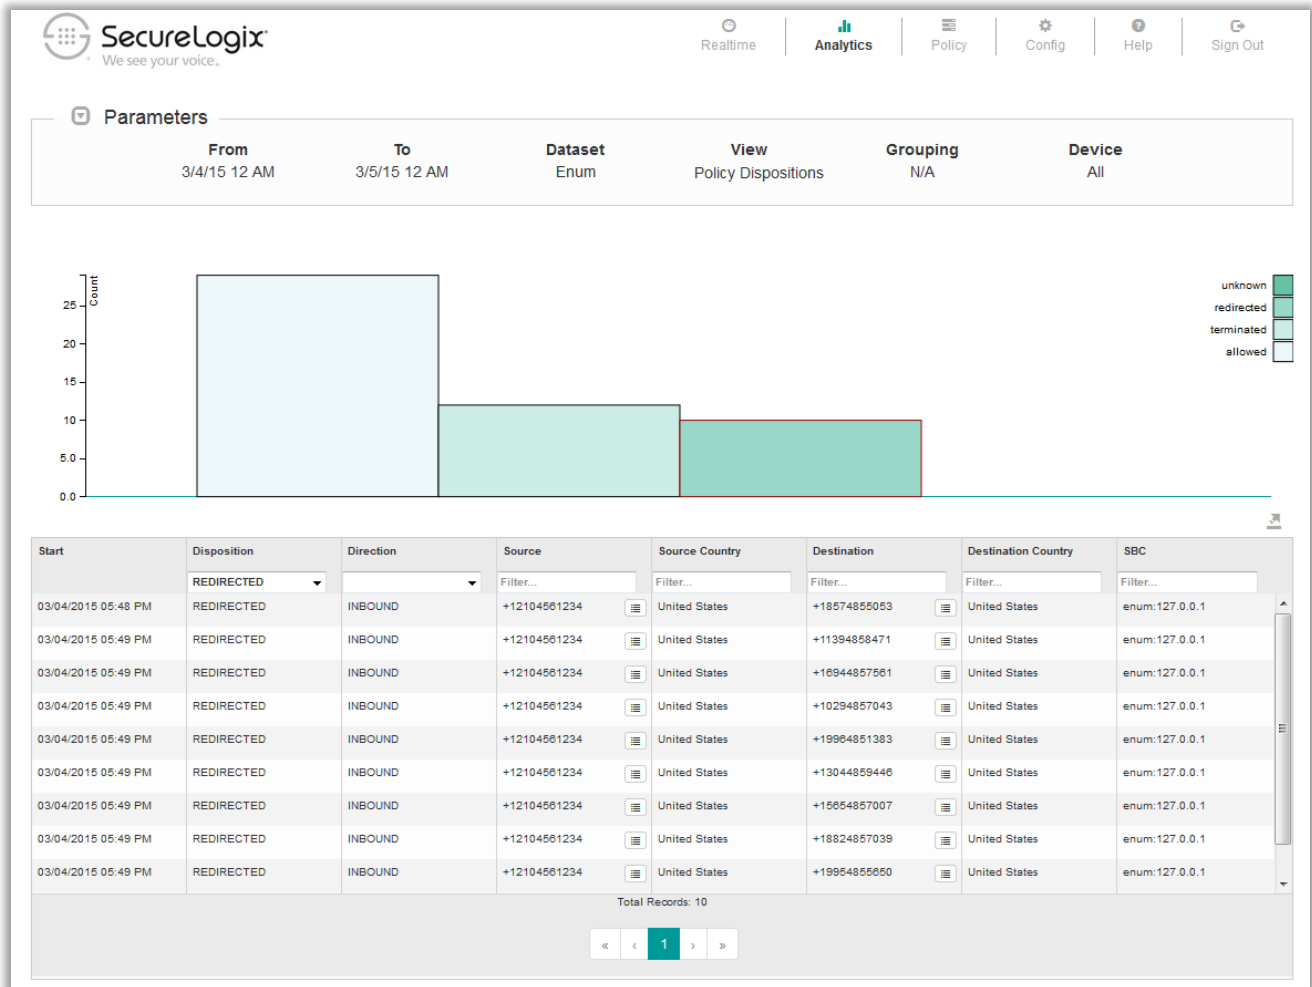 SecureLogix
We see your voice.
Realtime
Analytics
Policy
Config
Help
Sign Out
Parameters
From To Dataset View Grouping Device
3/4/15 12 AM 3/5/15 12 AM Enum Policy Dispositions N/A All
Count
25
20
15
10
5.0
0.0
unknown
redirected
terminated
allowed
Start Disposition Direction Source Source Country Destination Destination Country SBC
REDIRECTED Filter... Filter... Filter... Filter... Filter...
03/04/2015 05:48 PM REDIRECTED INBOUND +12104561234 United States +18574855053 United States enum:127.0.0.1
03/04/2015 05:49 PM REDIRECTED INBOUND +12104561234 United States +11394858471 United States enum:127.0.0.1
03/04/2015 05:49 PM REDIRECTED INBOUND +12104561234 United States +16944857561 United States enum:127.0.0.1
03/04/2015 05:49 PM REDIRECTED INBOUND +12104561234 United States +10294857043 United States enum:127.0.0.1
03/04/2015 05:49 PM REDIRECTED INBOUND +12104561234 United States +19964851383 United States enum:127.0.0.1
03/04/2015 05:49 PM REDIRECTED INBOUND +12104561234 United States +13044859446 United States enum:127.0.0.1
03/04/2015 05:49 PM REDIRECTED INBOUND +12104561234 United States +15654857007 United States enum:127.0.0.1
03/04/2015 05:49 PM REDIRECTED INBOUND +12104561234 United States +18824857039 United States enum:127.0.0.1
03/04/2015 05:49 PM REDIRECTED INBOUND +12104561234 United States +19954855650 United States enum:127.0.0.1
Total Records: 10
« ‹ 1 › »